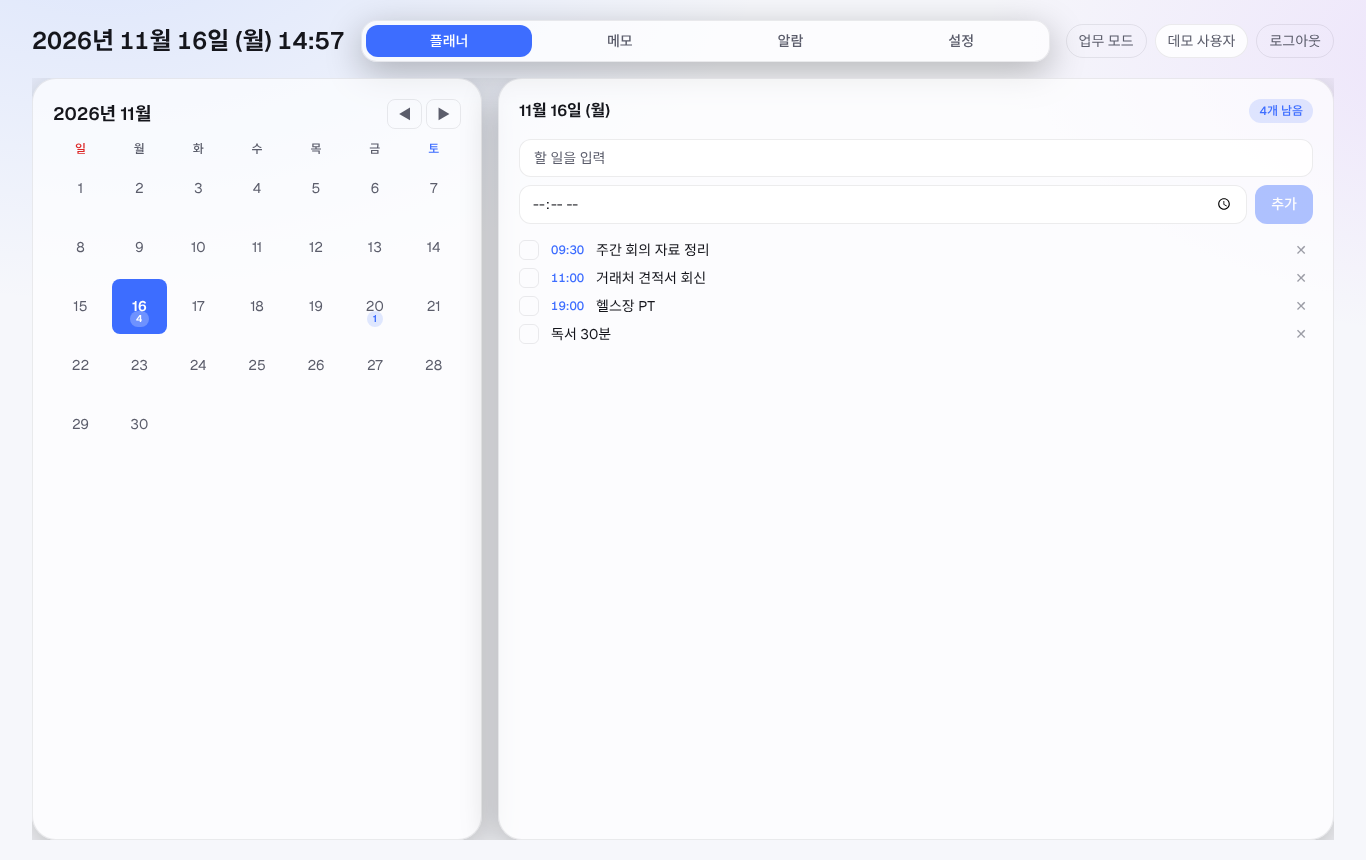 2026년 11월 16일 (월) 14:57
플래너 메모 알람 설정
업무 모드 데모 사용자 로그아웃
2026년 11월
◀ ▶
일 월 화 수 목 금 토
1 2 3 4 5 6 7
8 9 10 11 12 13 14
15 16 17 18 19 20 21
4 1
22 23 24 25 26 27 28
29 30
11월 16일 (월)
4개 남음
할 일을 입력
--:-- --
추가
09:30 주간 회의 자료 정리 ✕
11:00 거래처 견적서 회신 ✕
19:00 헬스장 PT ✕
독서 30분 ✕